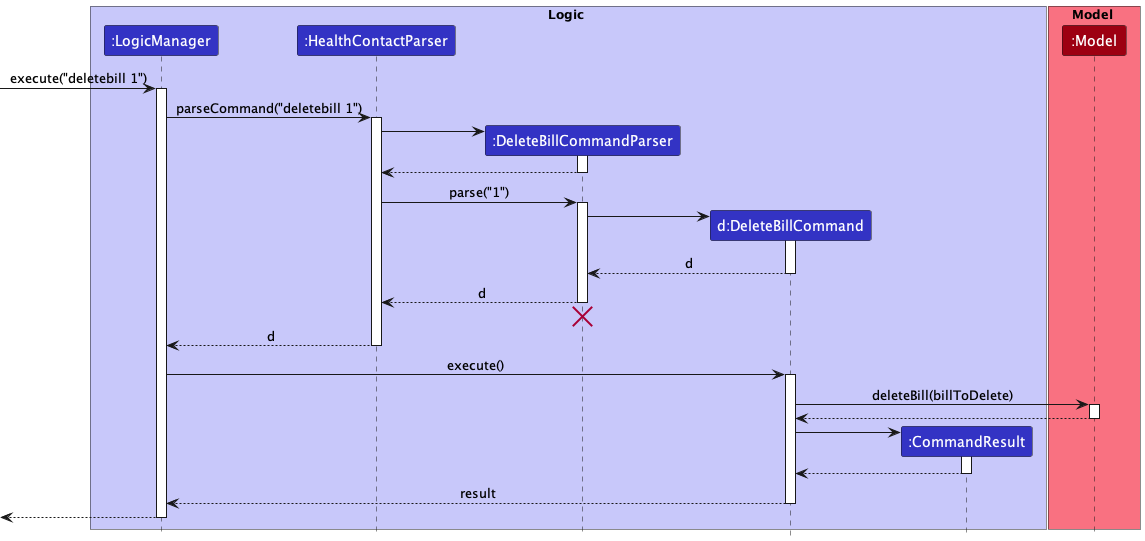 Logic
Model
:LogicManager
:HealthContactParser
:Model
execute("deletebill 1")
parseCommand("deletebill 1")
:DeleteBillCommandParser
parse("1")
d:DeleteBillCommand
d
d
d
execute()
deleteBill(billToDelete)
:CommandResult
result